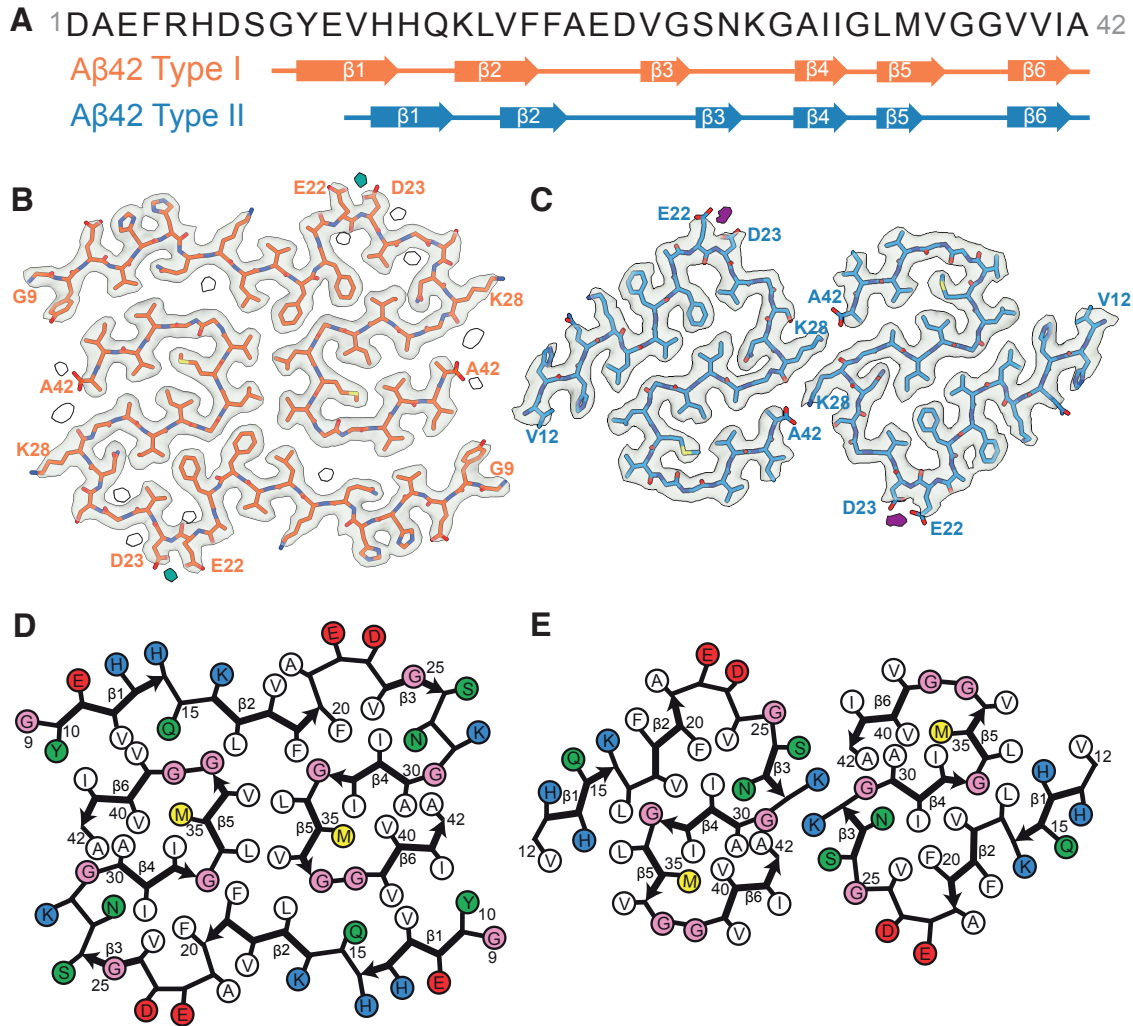 A 1DAEFRHDSGYEVHHQKLVFFAEDVGSNKGAIIGLMVGGVVIA 42
Aβ42 Type I β1 β2 β3 β4 β5 β6
Aβ42 Type II β1 β2 β3 β4 β5 β6
B
E22 D23
G9
K28
A42
A42
K28
G9
D23 E22
C
E22
D23
A42
V12
K28
K28
V12
A42
D23
E22
D
E D
H H K A G 25 S
E β1 β2 V β3
G 10 15 20 V
9 Y V Q L F F N K
V I G
I β6 G G G β4 30
40 V V L I A A
42 M 35 β5 35 M V 40 42
A A I β5 L V β6 I
G 30 β4 G G G V
K N I F L Q V Y 10
β3 V F β2 15 β1 G
S G 20 V K H H E 9
25 D E A
E
E
A D G
F β2 20 V 25 S
Q K F β3
H β1 15 V N K
12 H L I G
V G β4 30 A
L I A 42
β5 35 M V
V 40 β6 I
G G V
V G G V
I β6 40 V M 35 β5
42 A A I L V 12
G 30 β4 G H
K N I L β1 H
β3 V β2 15
S F 20 K Q
G 25 V F
D E A